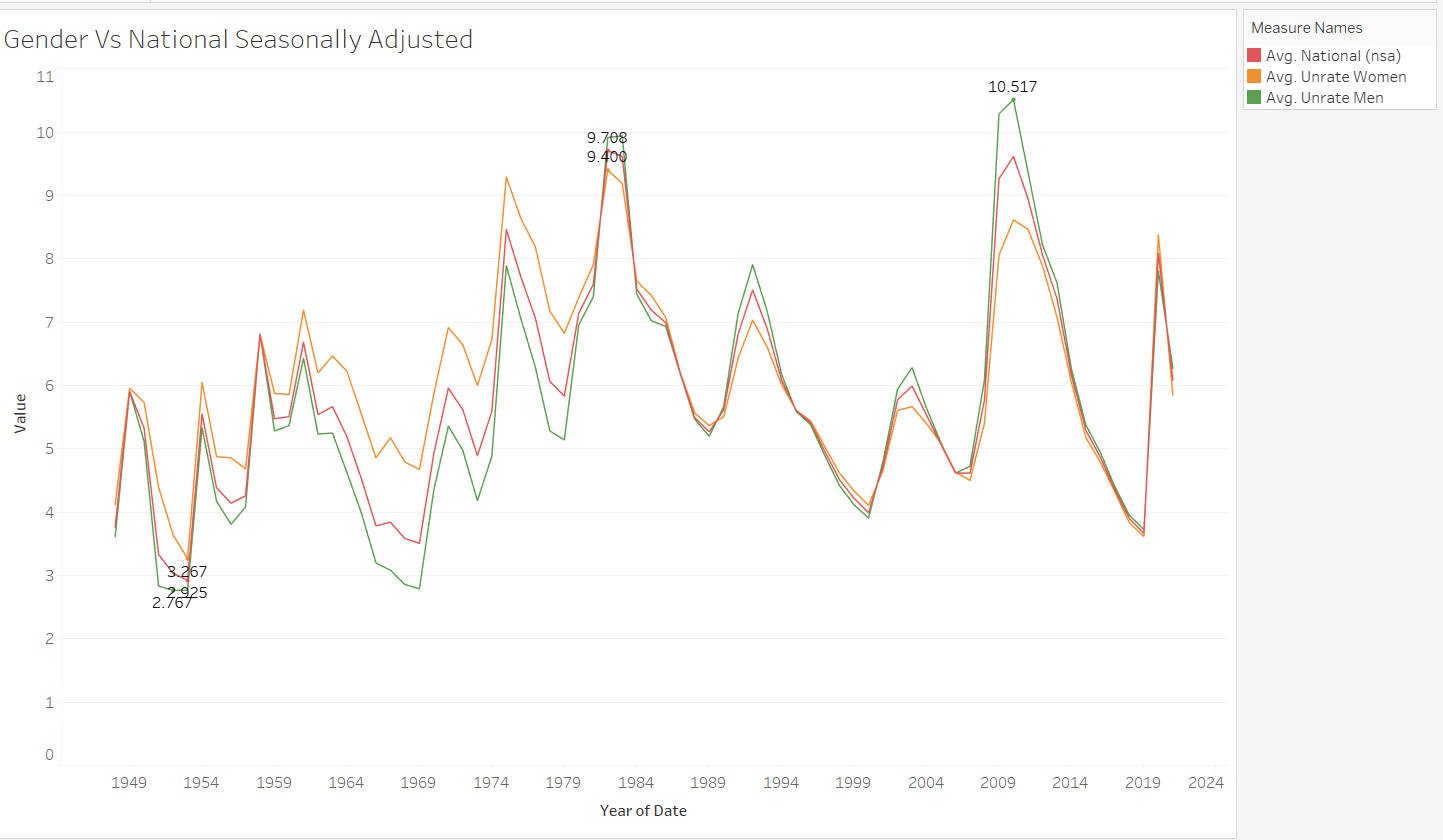 Gender Vs National Seasonally Adjusted
Measure Names
Avg. National (nsa)
Avg. Unrate Women
Avg. Unrate Men
11
10
9
8
7
6
5
4
3
2
1
0
Value
10.517
9.708
9.400
3.267
2.925
2.767
1949 1954 1959 1964 1969 1974 1979 1984 1989 1994 1999 2004 2009 2014 2019 2024
Year of Date